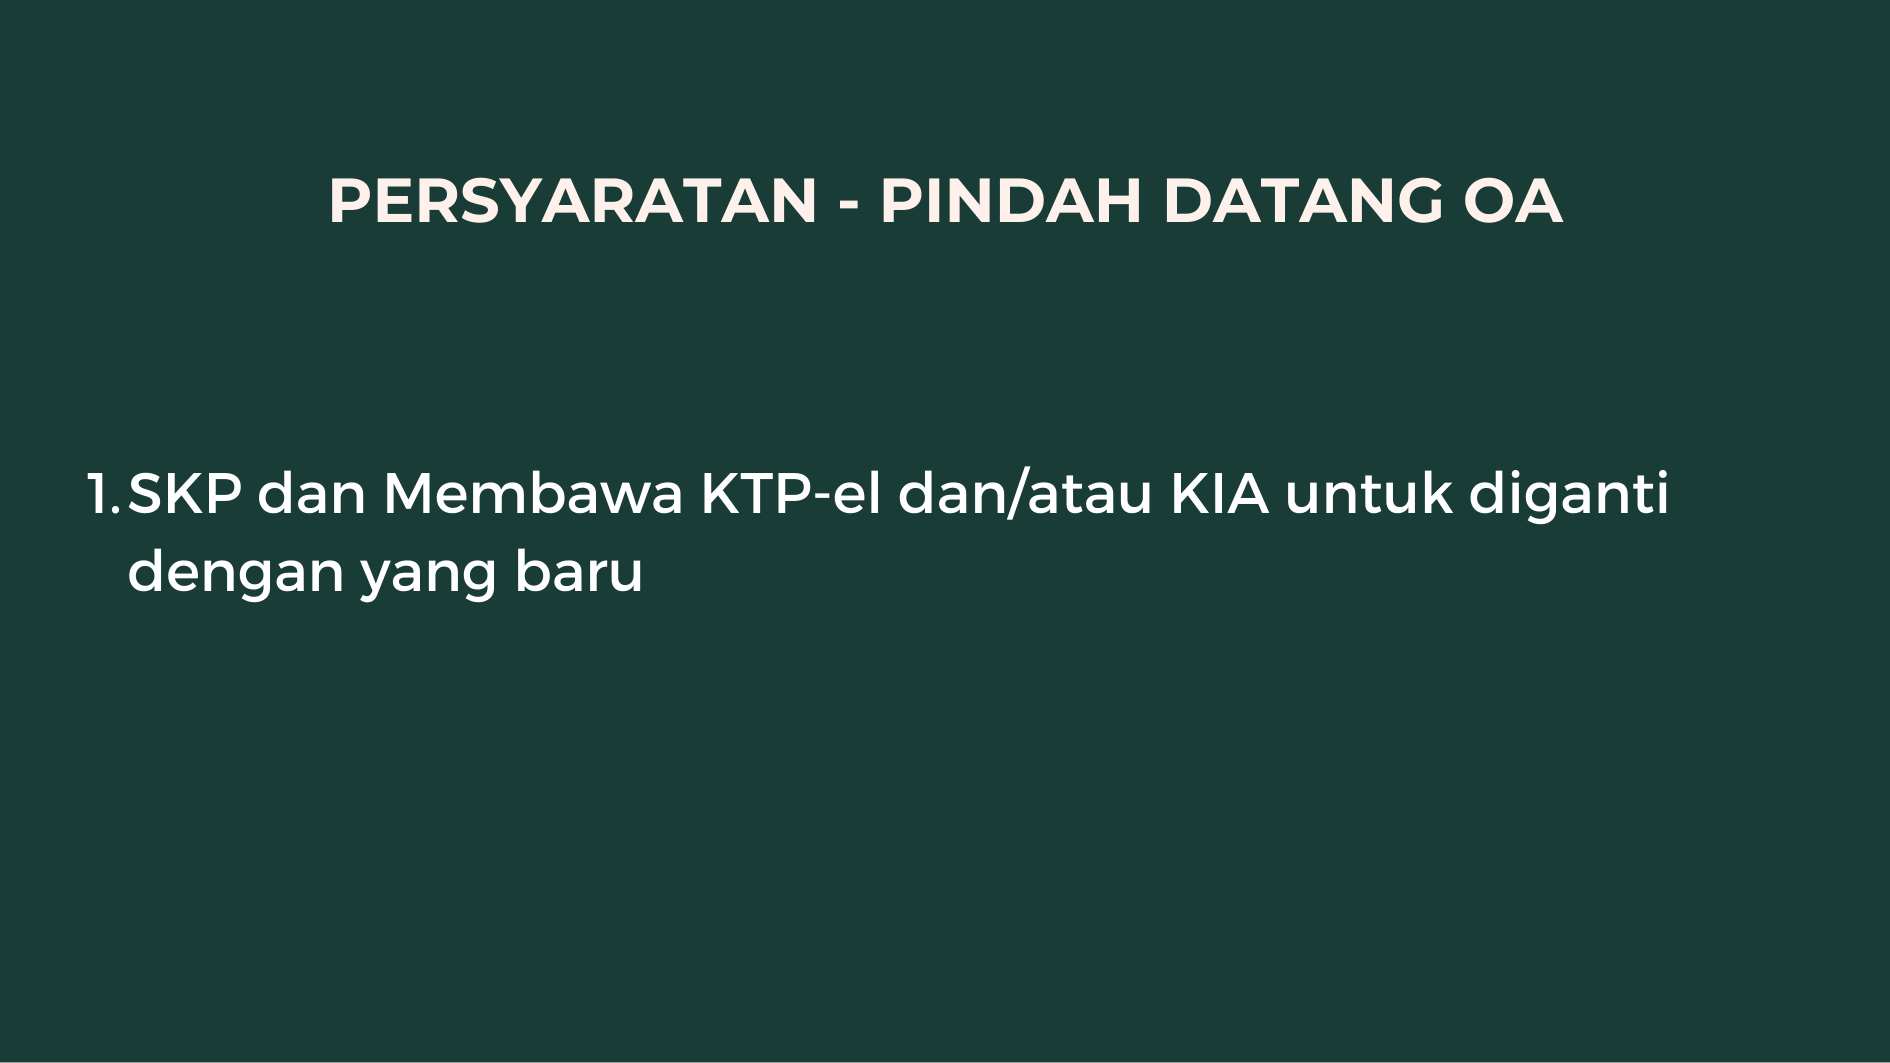 PERSYARATAN - PINDAH DATANG OA
1. SKP dan Membawa KTP-el dan/atau KIA untuk diganti
dengan yang baru